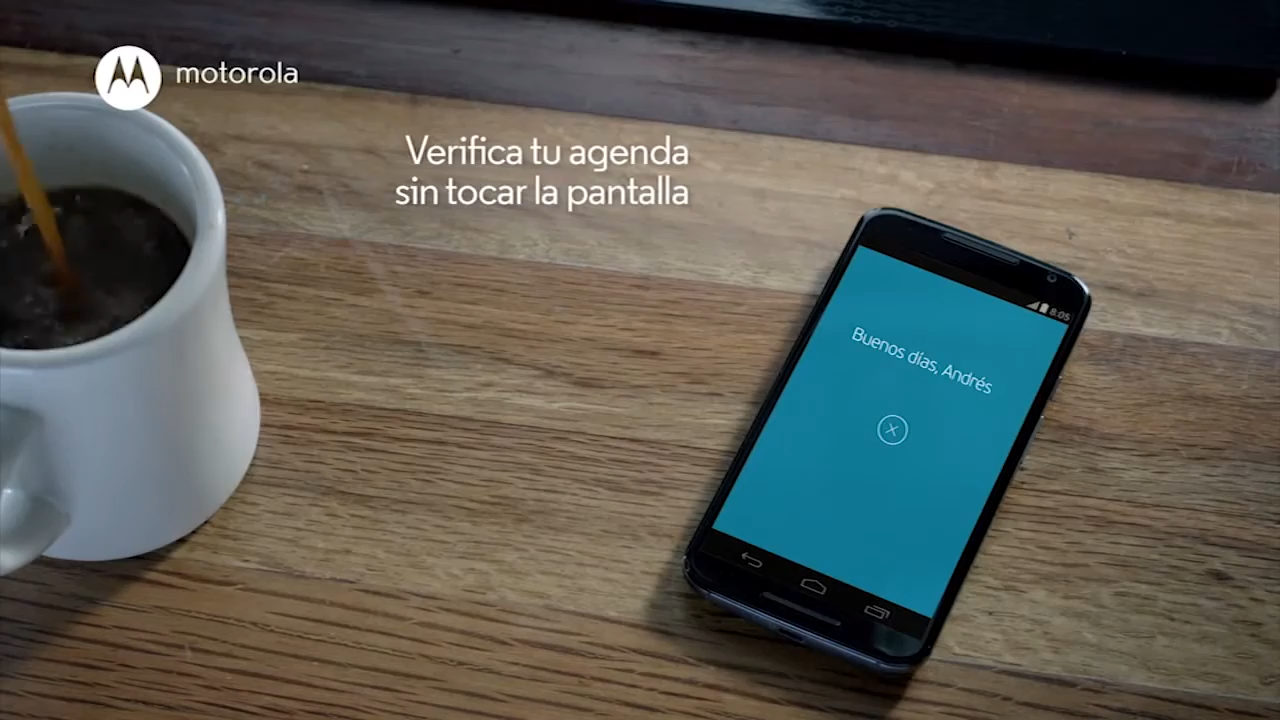 motorola
Verifica tu agenda
sin tocar la pantalla
8:05
Buenos días, Andrés